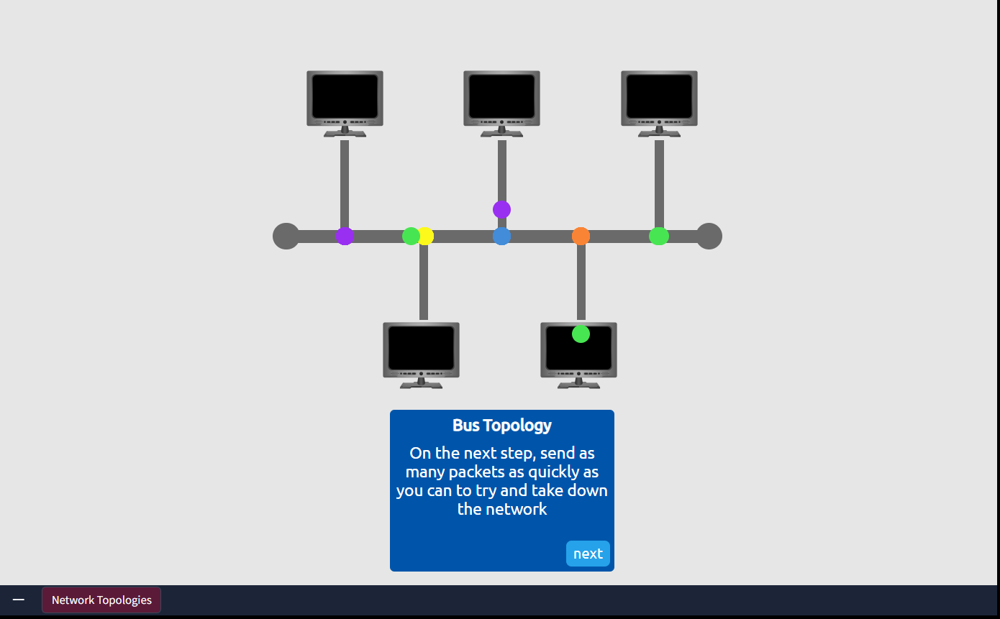 Bus Topology
On the next step, send as
many packets as quickly as
you can to try and take down
the network
next
Network Topologies